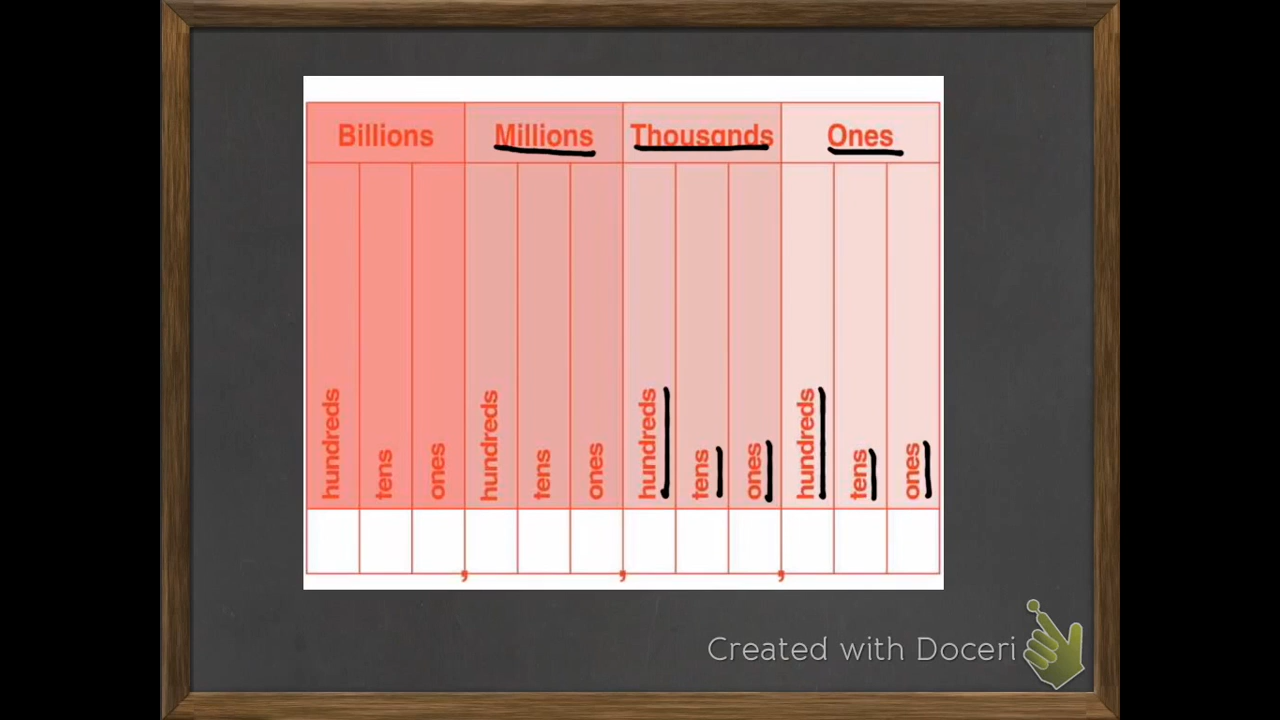 Billions Millions Thousands Ones
hundreds tens ones hundreds tens ones hundreds tens ones hundreds tens ones
, , ,
Created with Doceri